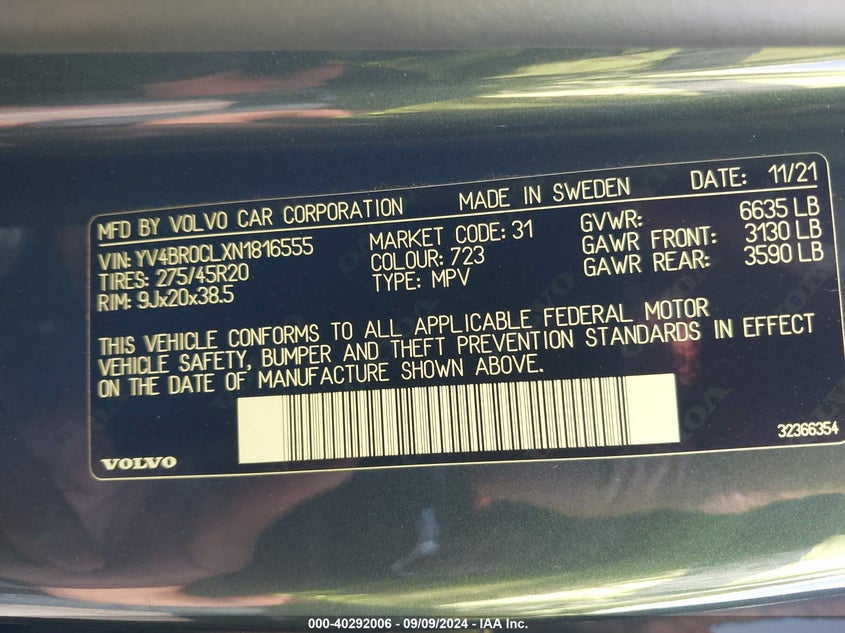 MFD BY VOLVO CAR CORPORATION MADE IN SWEDEN DATE: 11/21
VIN: YV4BR0CLXN1816555 MARKET CODE: 31 GVWR: 6635 LB
TIRES: 275/45R20 COLOUR: 723 GAWR FRONT: 3130 LB
RIM: 9Jx20x38.5 TYPE: MPV GAWR REAR: 3590 LB
THIS VEHICLE CONFORMS TO ALL APPLICABLE FEDERAL MOTOR
VEHICLE SAFETY, BUMPER AND THEFT PREVENTION STANDARDS IN EFFECT
ON THE DATE OF MANUFACTURE SHOWN ABOVE.
VOLVO 32366354
000-40292006 - 09/09/2024 - IAA Inc.